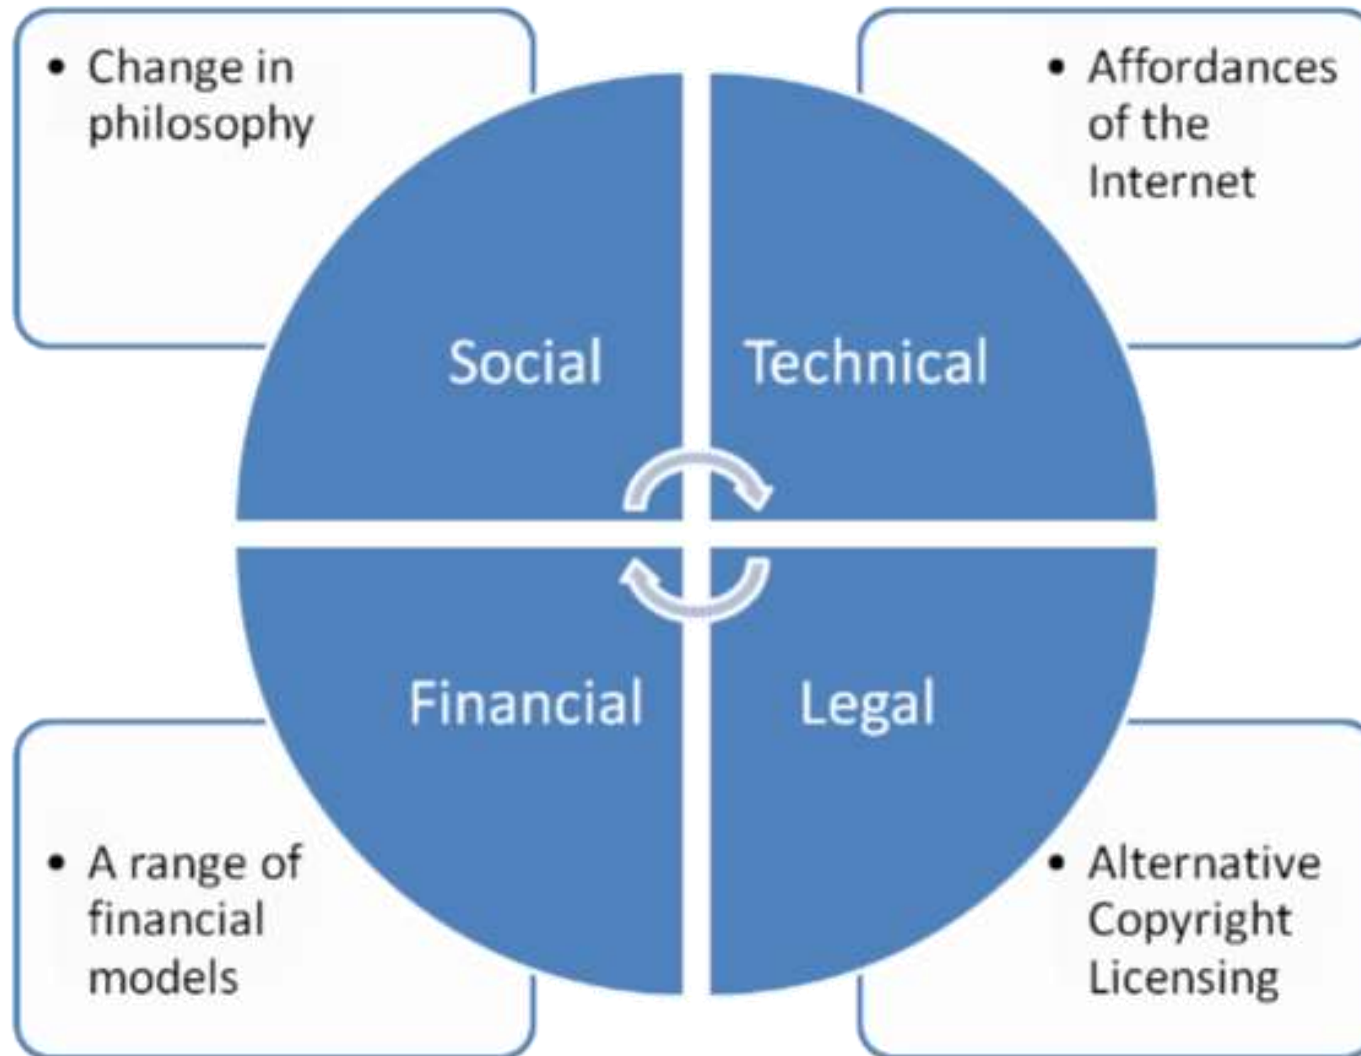 • Change in
philosophy
• Affordances
of the
Internet
Social
Technical
Financial
Legal
• A range of
financial
models
• Alternative
Copyright
Licensing